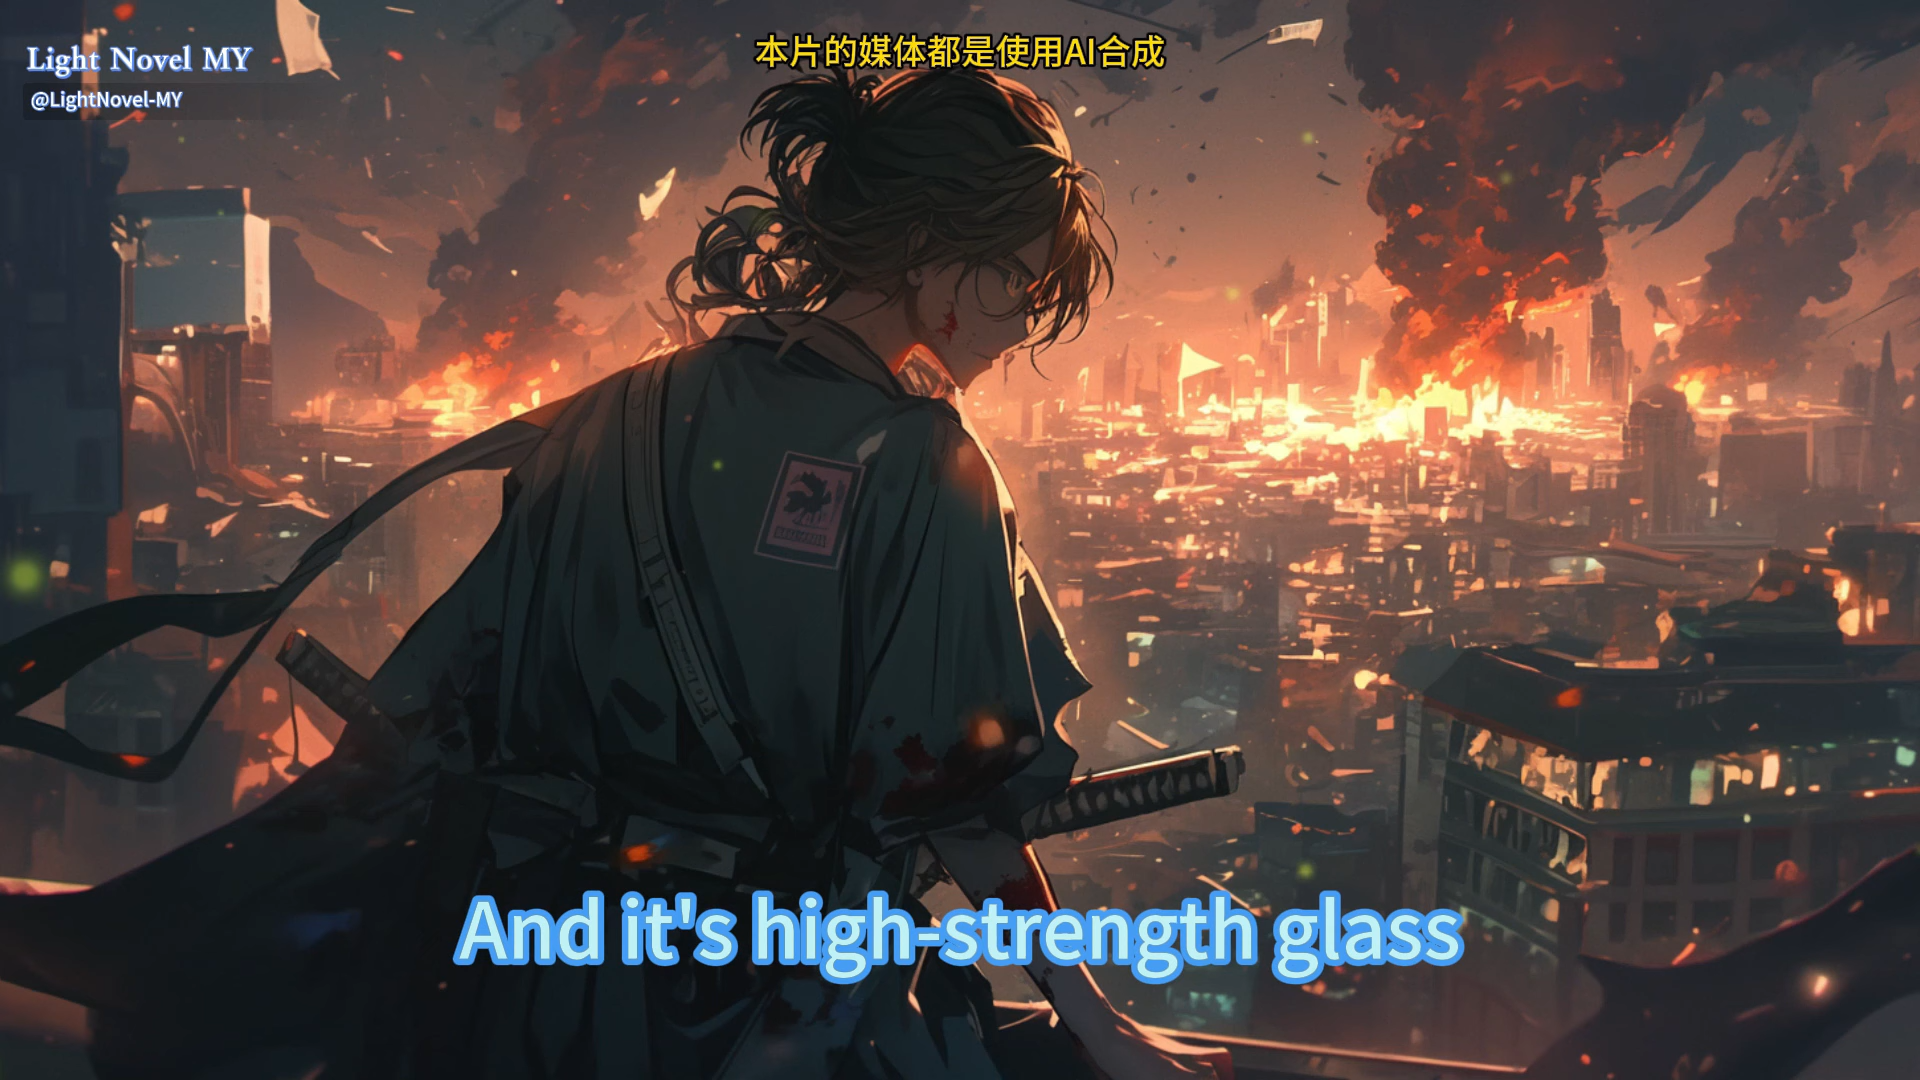 本片的媒体都是使用AI合成
Light Novel MY
@LightNovel-MY
And it's high-strength glass